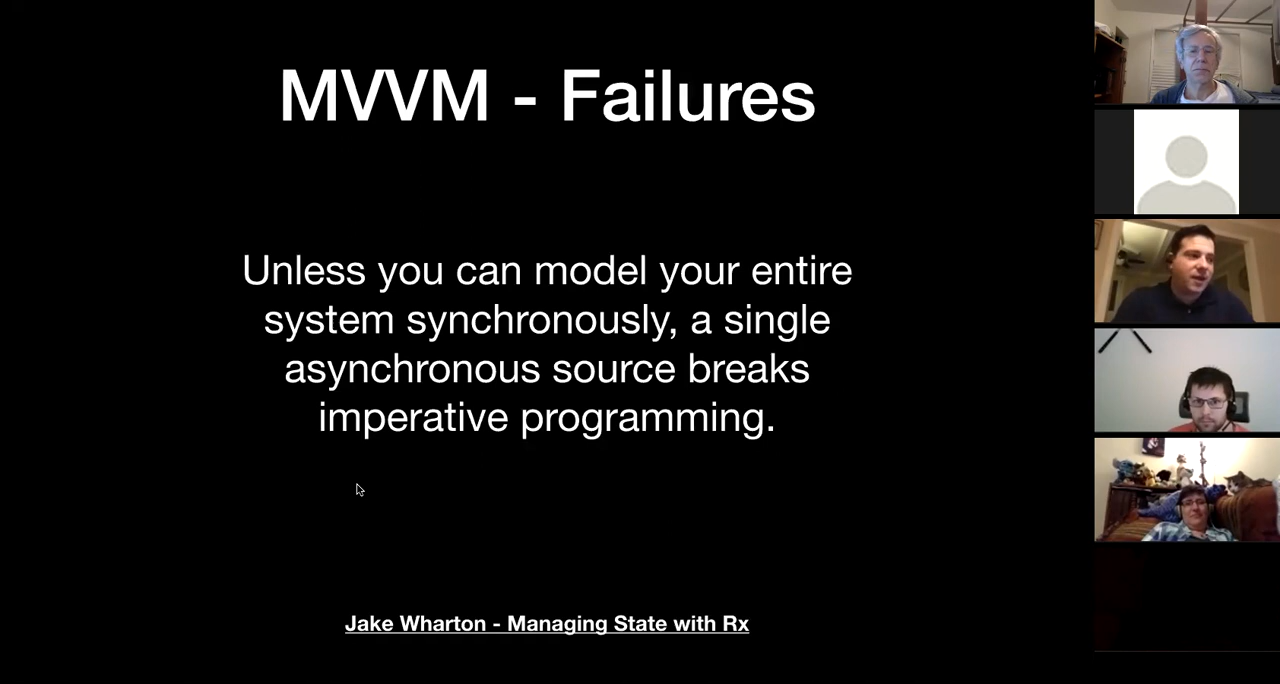 MVVM - Failures
Unless you can model your entire
system synchronously, a single
asynchronous source breaks
imperative programming.
Jake Wharton - Managing State with Rx